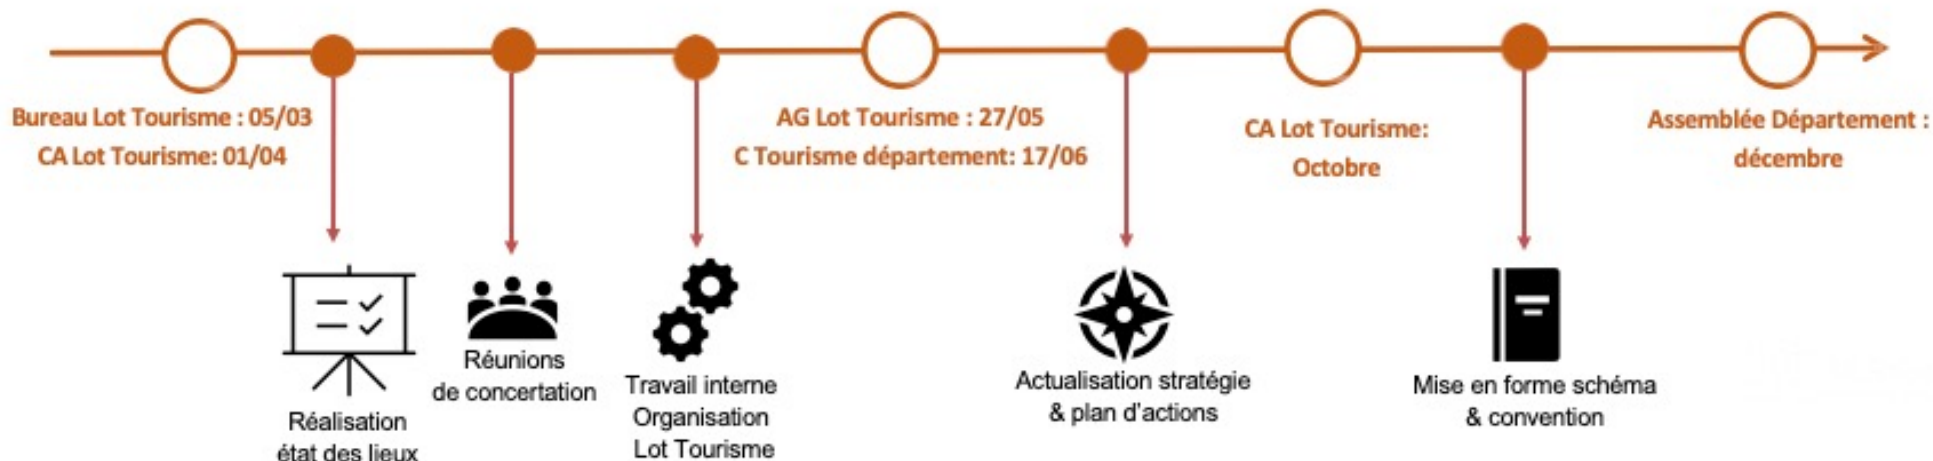 Bureau Lot Tourisme : 05/03
CA Lot Tourisme: 01/04
AG Lot Tourisme : 27/05
C Tourisme département: 17/06
CA Lot Tourisme:
Octobre
Assemblée Département :
décembre
Réalisation
état des lieux
Réunions
de concertation
Travail interne
Organisation
Lot Tourisme
Actualisation stratégie
& plan d'actions
Mise en forme schéma
& convention